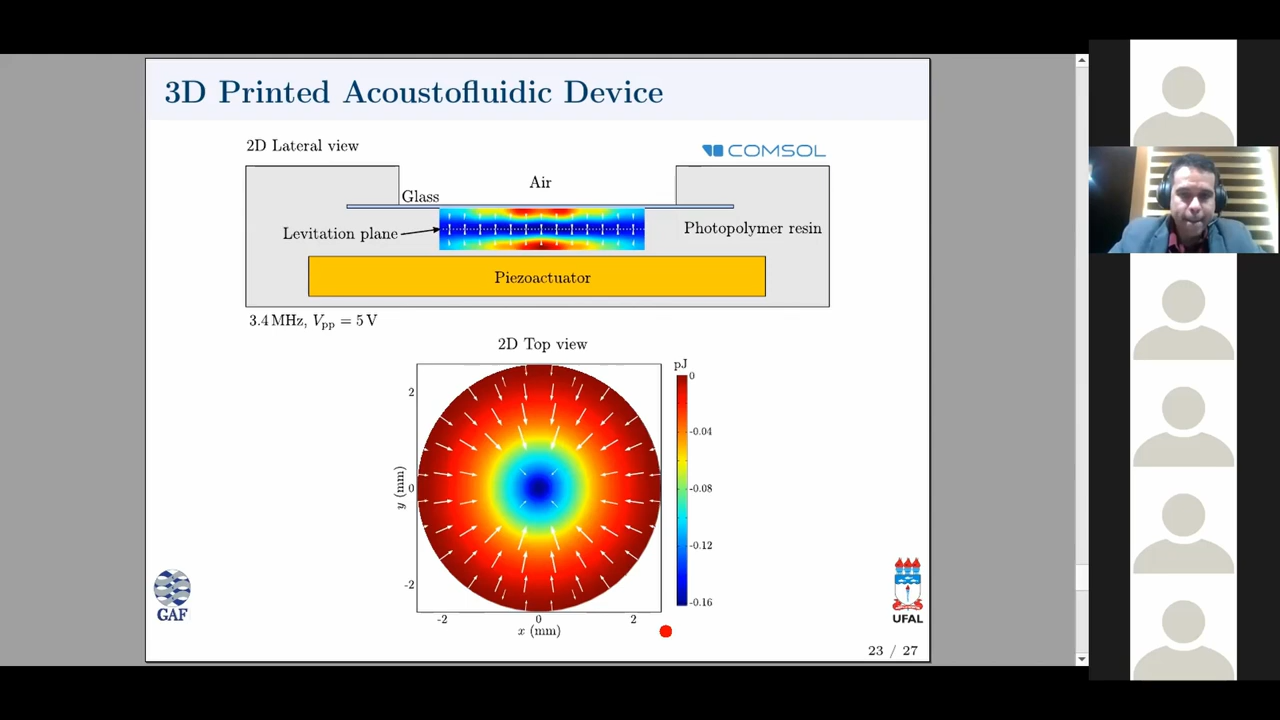 3D Printed Acoustofluidic Device
2D Lateral view
COMSOL
Air
Glass
Levitation plane
Photopolymer resin
Piezoactuator
3.4 MHz, Vpp = 5 V
2D Top view
pJ
2
0
-2
y (mm)
-2
0
2
x (mm)
0
-0.04
-0.08
-0.12
-0.16
GAF
UFAL
23 / 27